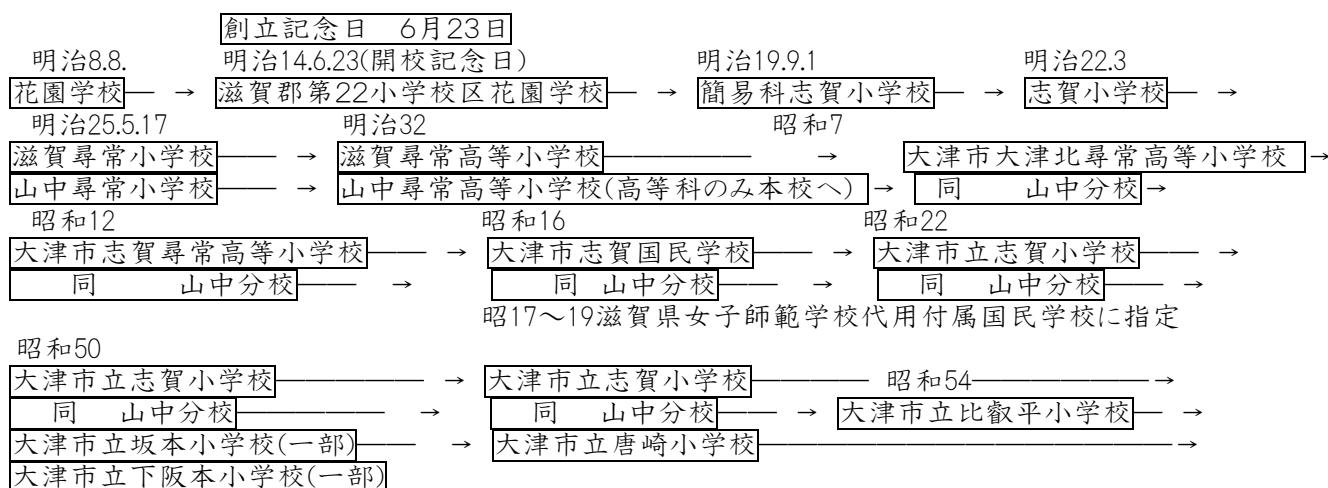 創立記念日　6月23日
明治8.8.　明治14.6.23(開校記念日)　明治19.9.1　明治22.3
花園学校― →　滋賀郡第22小学校区花園学校― →　簡易科志賀小学校― →　志賀小学校― →
明治25.5.17　明治32　昭和7
滋賀尋常小学校―― →　滋賀尋常高等小学校――――― →　大津市大津北尋常高等小学校 →
山中尋常小学校―― →　山中尋常高等小学校(高等科のみ本校へ) →　同　山中分校→
昭和12　昭和16　昭和22
大津市志賀尋常高等小学校―― →　大津市志賀国民学校―― →　大津市立志賀小学校―― →
同　山中分校―― →　同 山中分校―― →　同　山中分校―― →
昭17～19滋賀県女子師範学校代用付属国民学校に指定
昭和50
大津市立志賀小学校――――― →　大津市立志賀小学校―――― 昭和54――――――→
同　山中分校――――― →　同　山中分校―― →　大津市立比叡平小学校― →
大津市立坂本小学校(一部)―― →　大津市立唐崎小学校――――――――――――――→
大津市立下阪本小学校(一部)